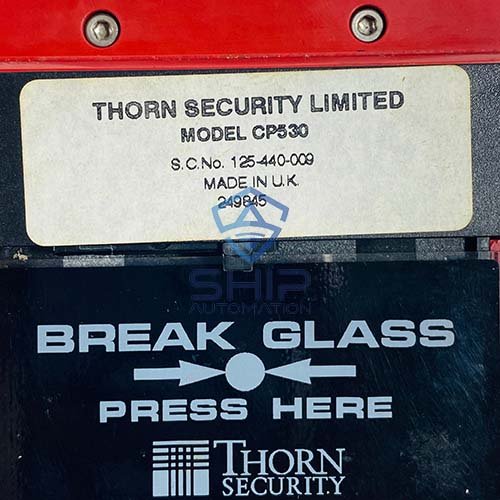 THORN SECURITY LIMITED
MODEL CP530
S.C.No. 125-440-009
MADE IN U.K.
249845
SHIP
AUTOMATION
BREAK GLASS
PRESS HERE
THORN
SECURITY